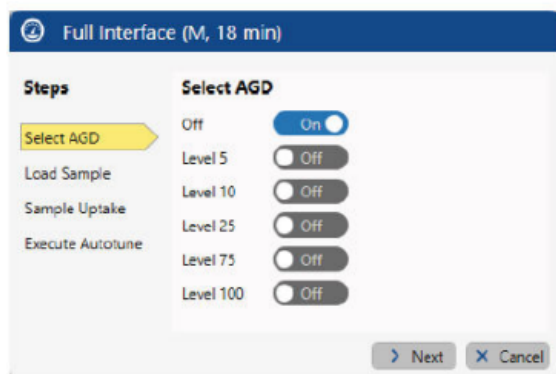 Full Interface (M, 18 min)
Steps
Select AGD
Load Sample
Sample Uptake
Execute Autotune
Select AGD
Off On
Level 5 Off
Level 10 Off
Level 25 Off
Level 75 Off
Level 100 Off
Next Cancel